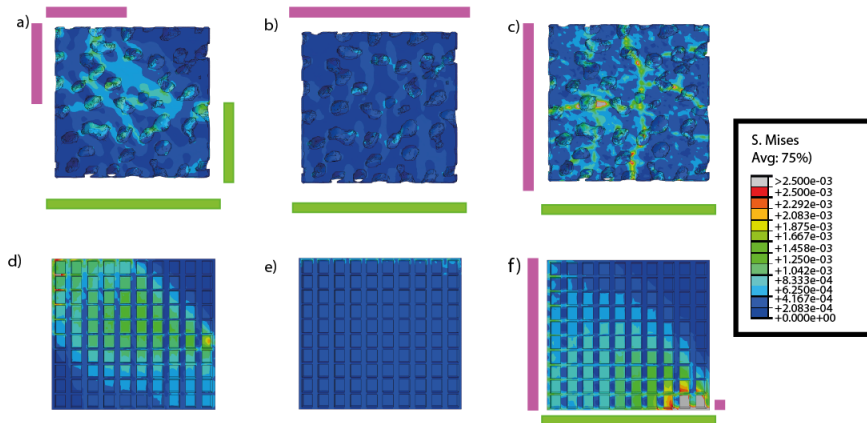 a)
b)
c)
S. Mises
Avg: 75%)
>2.500e-03
+2.500e-03
+2.292e-03
+2.083e-03
+1.875e-03
+1.667e-03
+1.458e-03
+1.250e-03
+1.042e-03
+8.333e-04
+6.250e-04
+4.167e-04
+2.083e-04
+0.000e+00
d)
e)
f)